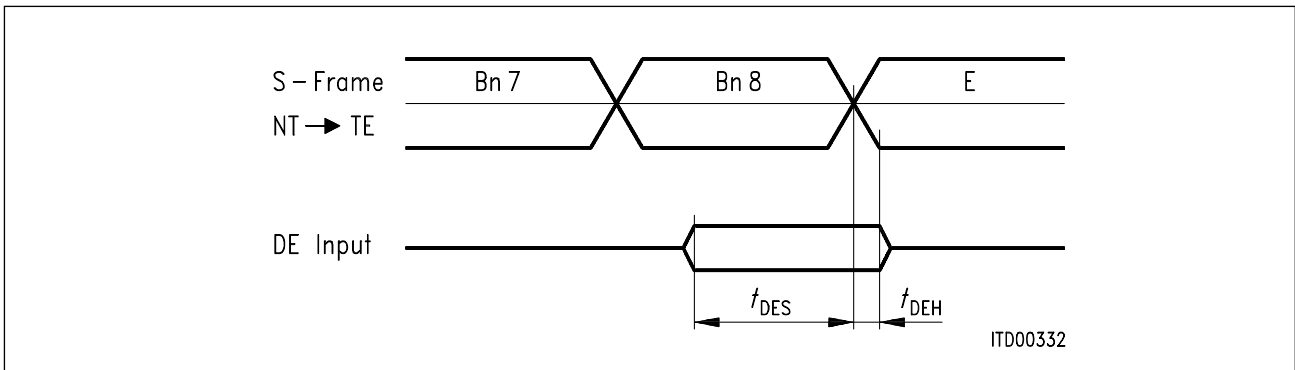 S – Frame
Bn 7
Bn 8
E
NT → TE
DE Input
tDES
tDEH
ITD00332